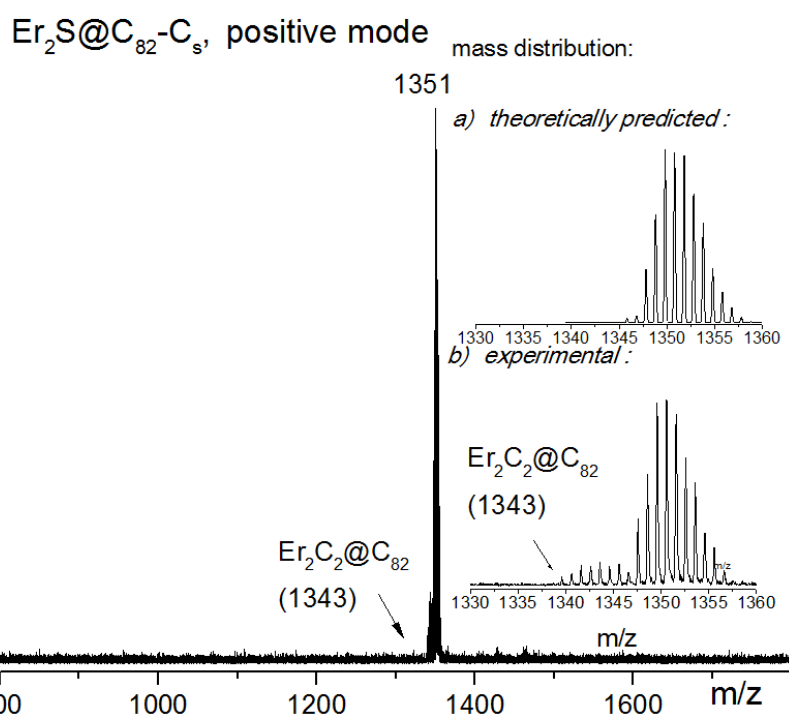 Er₂S@C₈₂-Cₛ, positive mode
mass distribution:
1351
a) theoretically predicted :
1330 1335 1340 1345 1350 1355 1360
b) experimental :
Er₂C₂@C₈₂
(1343)
m/z
1330 1335 1340 1345 1350 1355 1360
Er₂C₂@C₈₂
(1343)
m/z
00 1000 1200 1400 1600 m/z